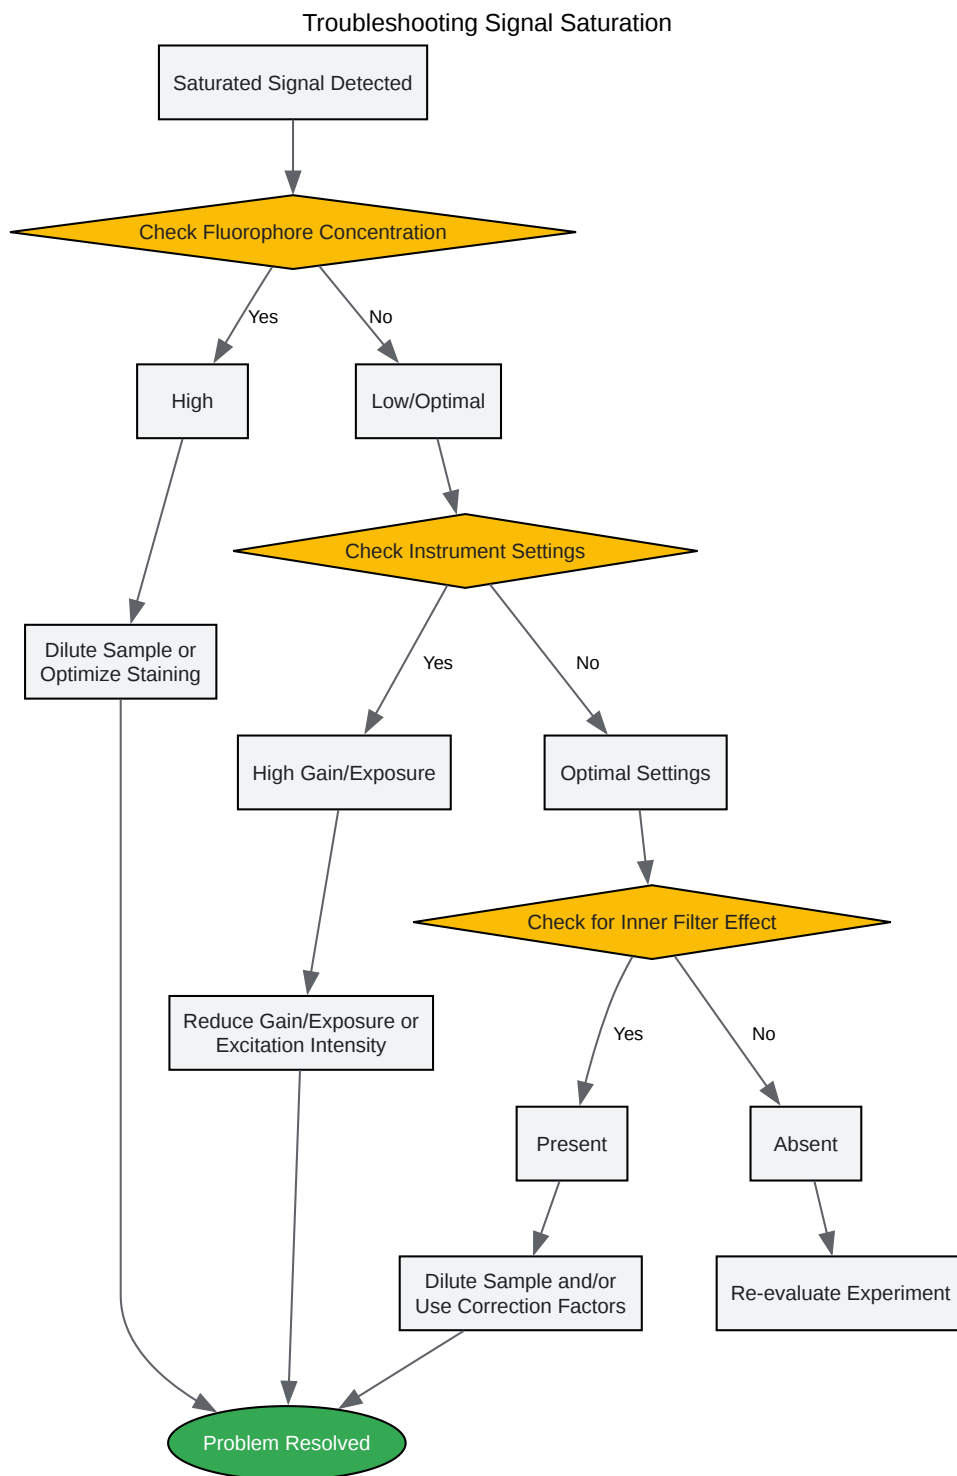 Troubleshooting Signal Saturation
Saturated Signal Detected
Check Fluorophore Concentration
Yes
No
High
Low/Optimal
Check Instrument Settings
Dilute Sample or
Optimize Staining
Yes
No
High Gain/Exposure
Optimal Settings
Check for Inner Filter Effect
Reduce Gain/Exposure or
Excitation Intensity
Yes
No
Present
Absent
Dilute Sample and/or
Use Correction Factors
Re-evaluate Experiment
Problem Resolved